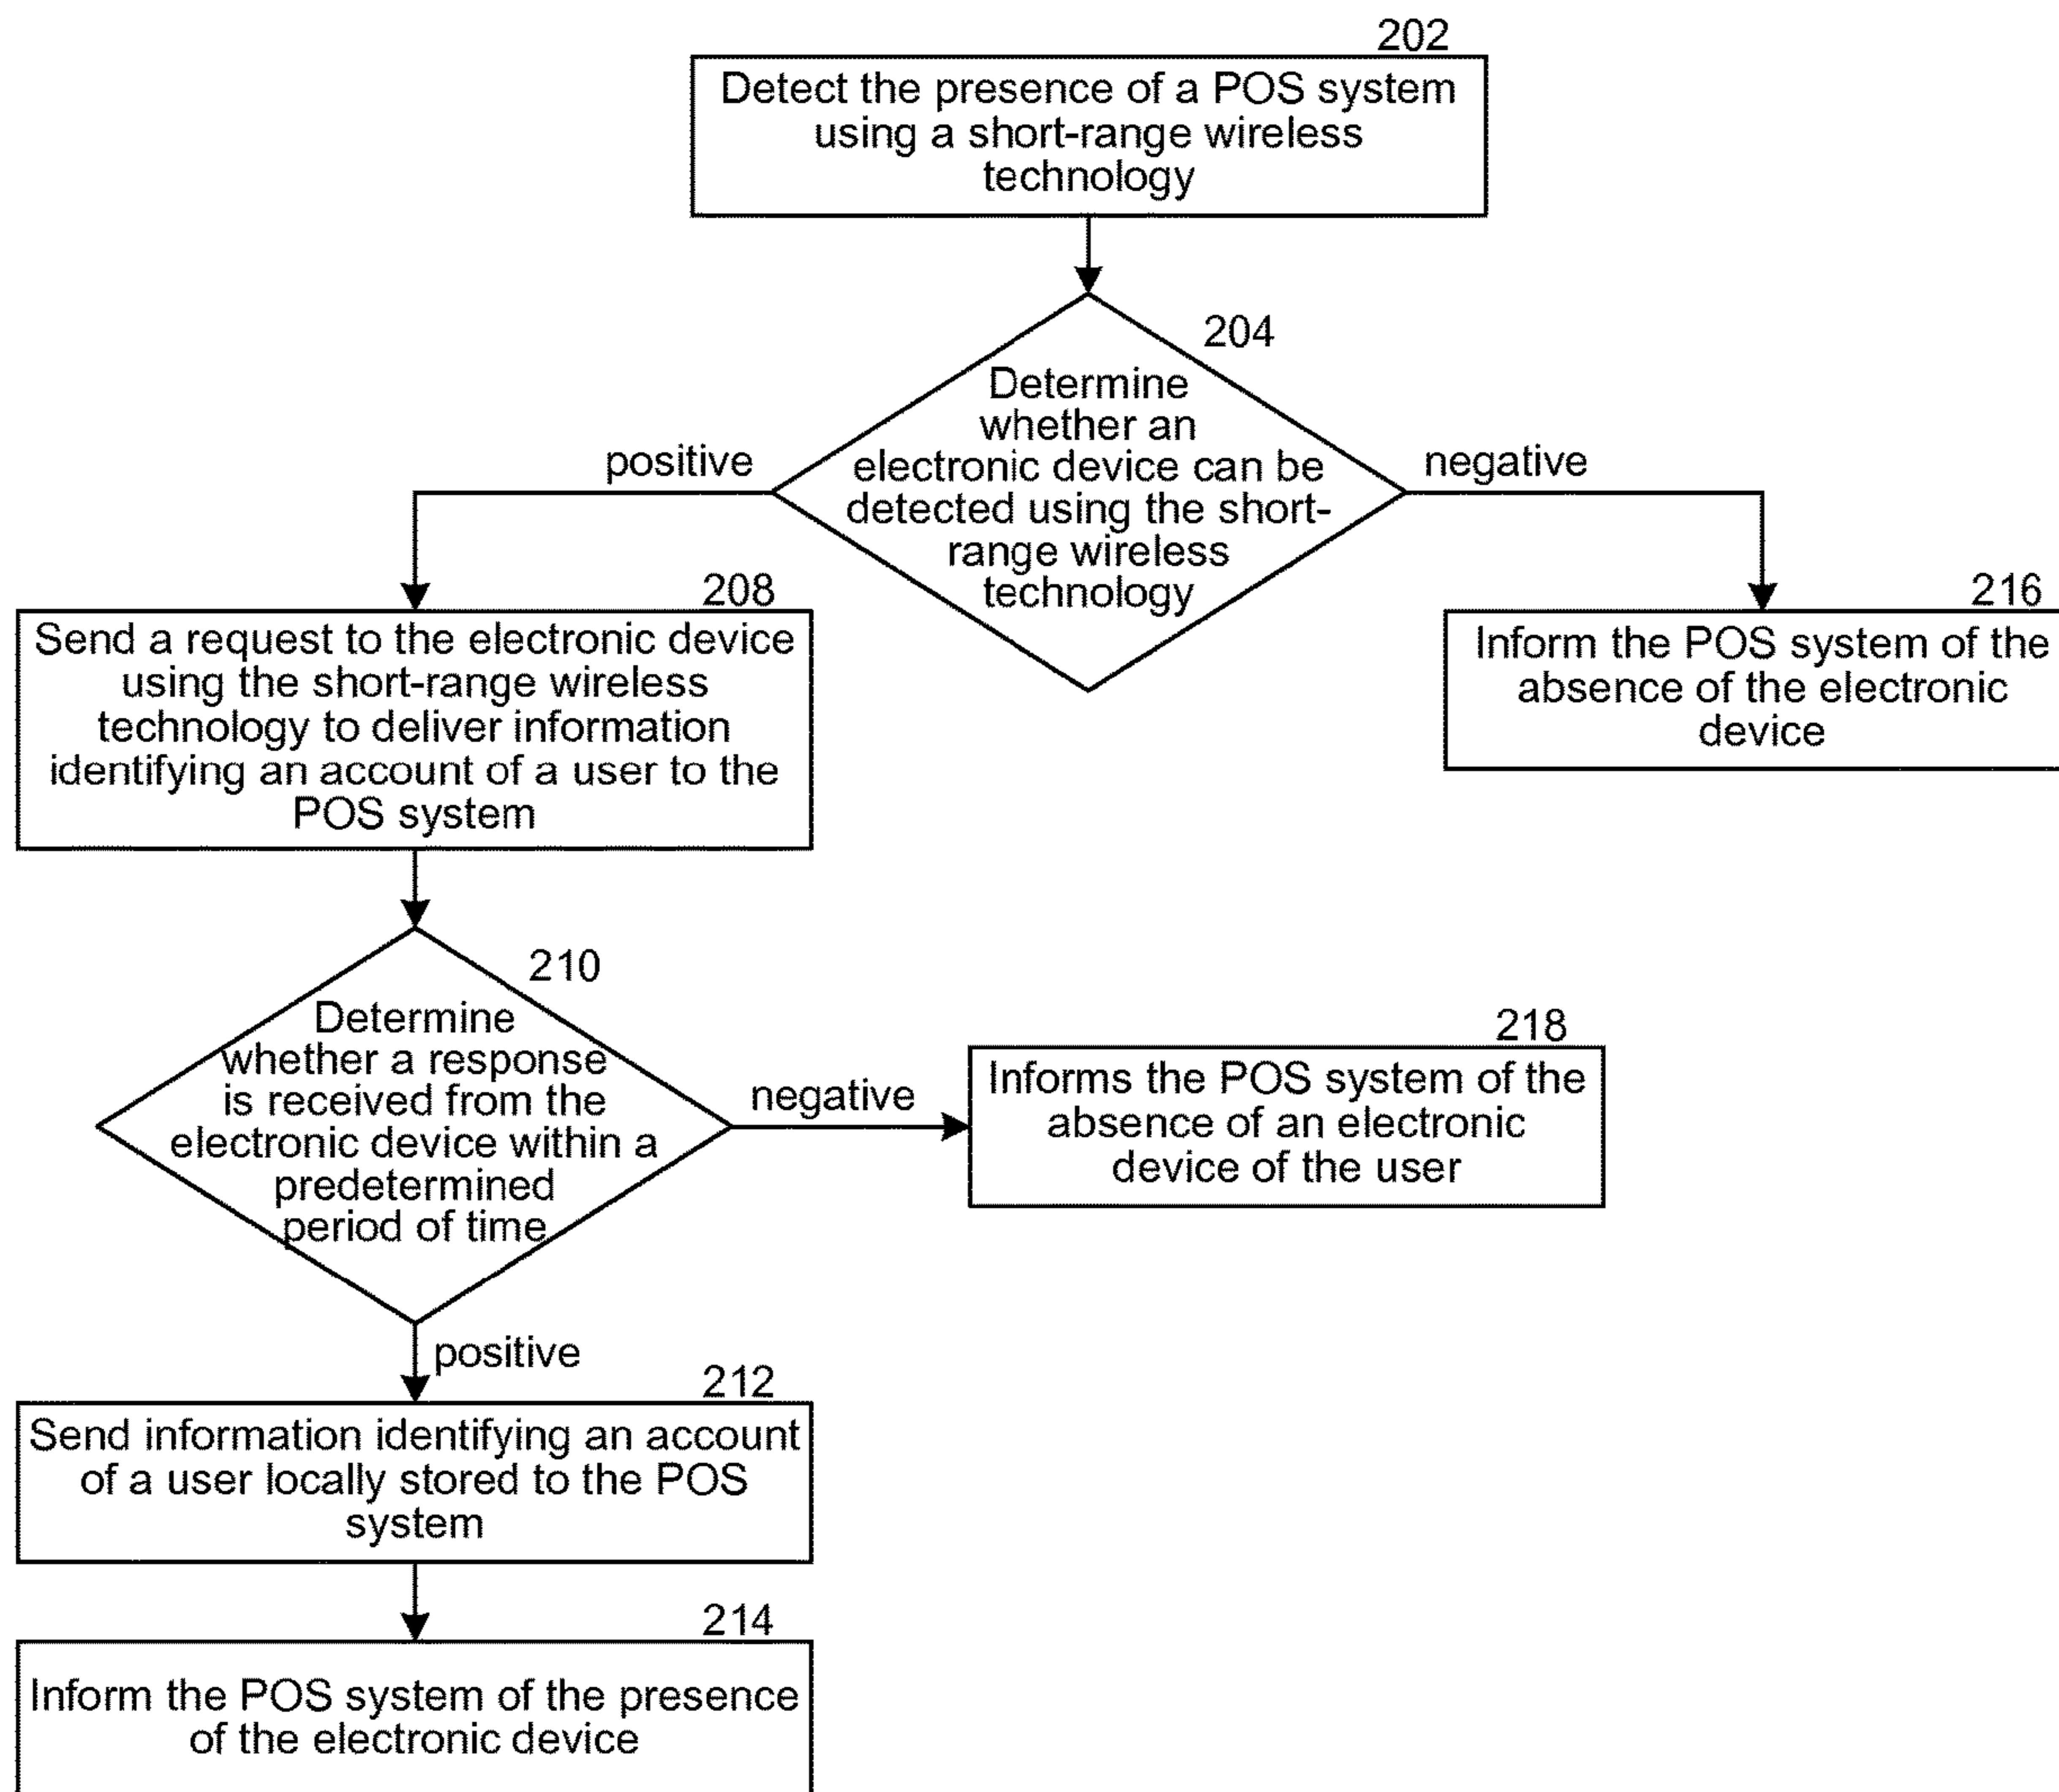 202
Detect the presence of a POS system
using a short-range wireless
technology
204
Determine
whether an
electronic device can be
detected using the short-
range wireless
technology
positive
negative
208
Send a request to the electronic device
using the short-range wireless
technology to deliver information
identifying an account of a user to the
POS system
216
Inform the POS system of the
absence of the electronic
device
210
Determine
whether a response
is received from the
electronic device within a
predetermined
period of time
negative
218
Informs the POS system of the
absence of an electronic
device of the user
positive
212
Send information identifying an account
of a user locally stored to the POS
system
214
Inform the POS system of the presence
of the electronic device